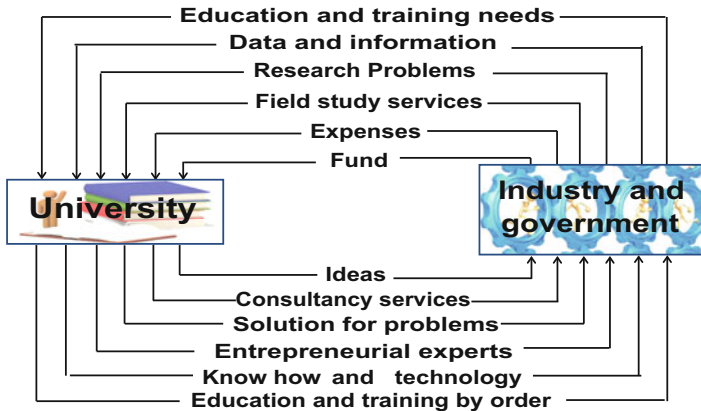 Education and training needs
Data and information
Research Problems
Field study services
Expenses
Fund
University
Industry and
government
Ideas
Consultancy services
Solution for problems
Entrepreneurial experts
Know how and technology
Education and training by order